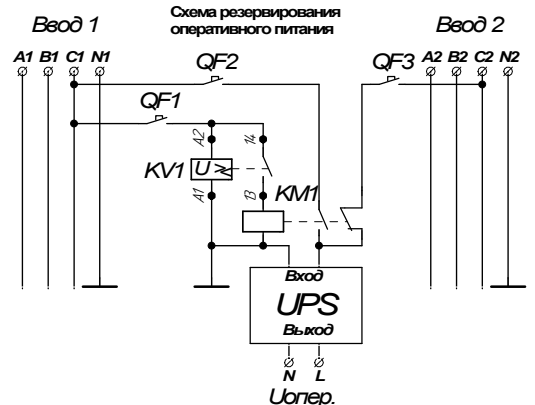 Схема резервирования
оперативного питания
Ввод 1
Ввод 2
A1 B1 C1 N1
A2 B2 C2 N2
QF2
QF3
QF1
A2
14
KV1
U
A1
13
KM1
Вход
UPS
Выход
N L
Uопер.